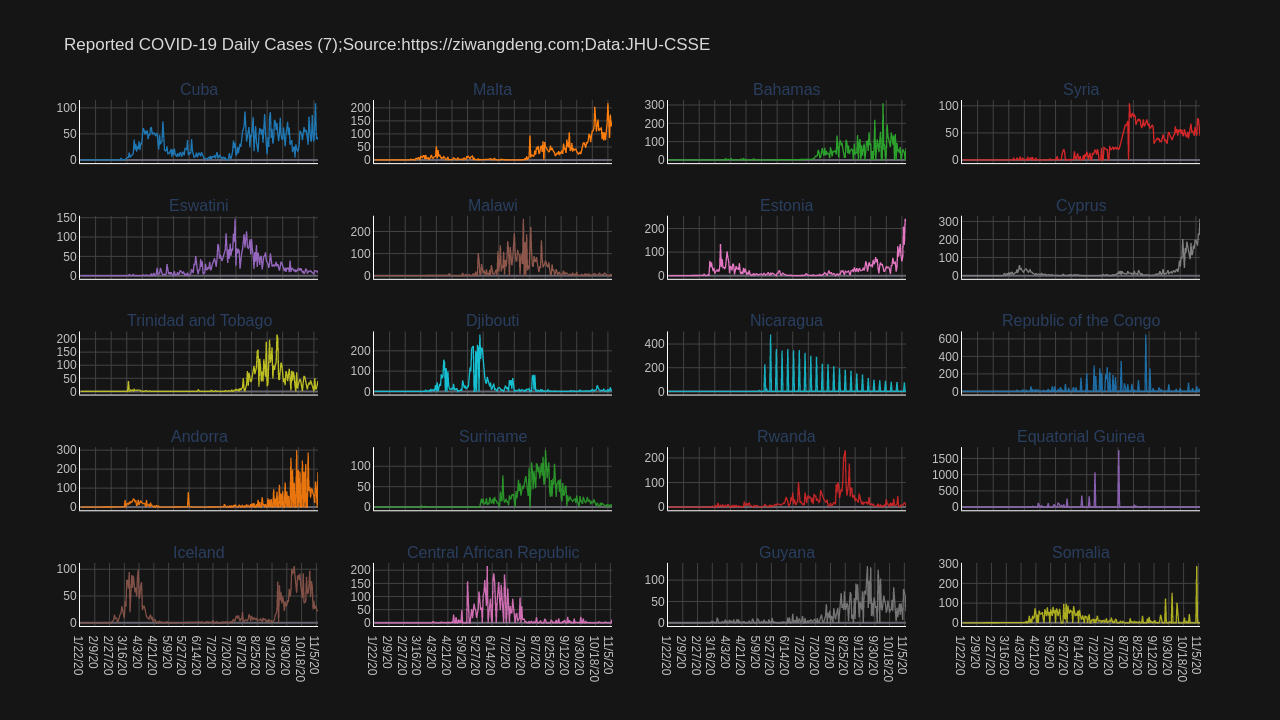 Reported COVID-19 Daily Cases (7);Source:https://ziwangdeng.com;Data:JHU-CSSE
Cuba Malta Bahamas Syria
100 50 0
200 150 100 50 0
300 200 100 0
100 50 0
Eswatini Malawi Estonia Cyprus
150 100 50 0
200 100 0
200 100 0
300 200 100 0
Trinidad and Tobago Djibouti Nicaragua Republic of the Congo
200 150 100 50 0
200 100 0
400 200 0
600 400 200 0
Andorra Suriname Rwanda Equatorial Guinea
300 200 100 0
100 50 0
200 100 0
1500 1000 500 0
Iceland Central African Republic Guyana Somalia
100 50 0
200 150 100 50 0
100 50 0
300 200 100 0
1/22/20 2/9/20 3/16/20 4/3/20 4/21/20 5/9/20 5/27/20 6/14/20 7/2/20 7/20/20 8/7/20 8/25/20 9/12/20 9/30/20 10/18/20 11/5/20
1/22/20 2/9/20 3/16/20 4/3/20 4/21/20 5/9/20 5/27/20 6/14/20 7/2/20 7/20/20 8/7/20 8/25/20 9/12/20 9/30/20 10/18/20 11/5/20
1/22/20 2/9/20 3/16/20 4/3/20 4/21/20 5/9/20 5/27/20 6/14/20 7/2/20 7/20/20 8/7/20 8/25/20 9/12/20 9/30/20 10/18/20 11/5/20
1/22/20 2/9/20 3/16/20 4/3/20 4/21/20 5/9/20 5/27/20 6/14/20 7/2/20 7/20/20 8/7/20 8/25/20 9/12/20 9/30/20 10/18/20 11/5/20